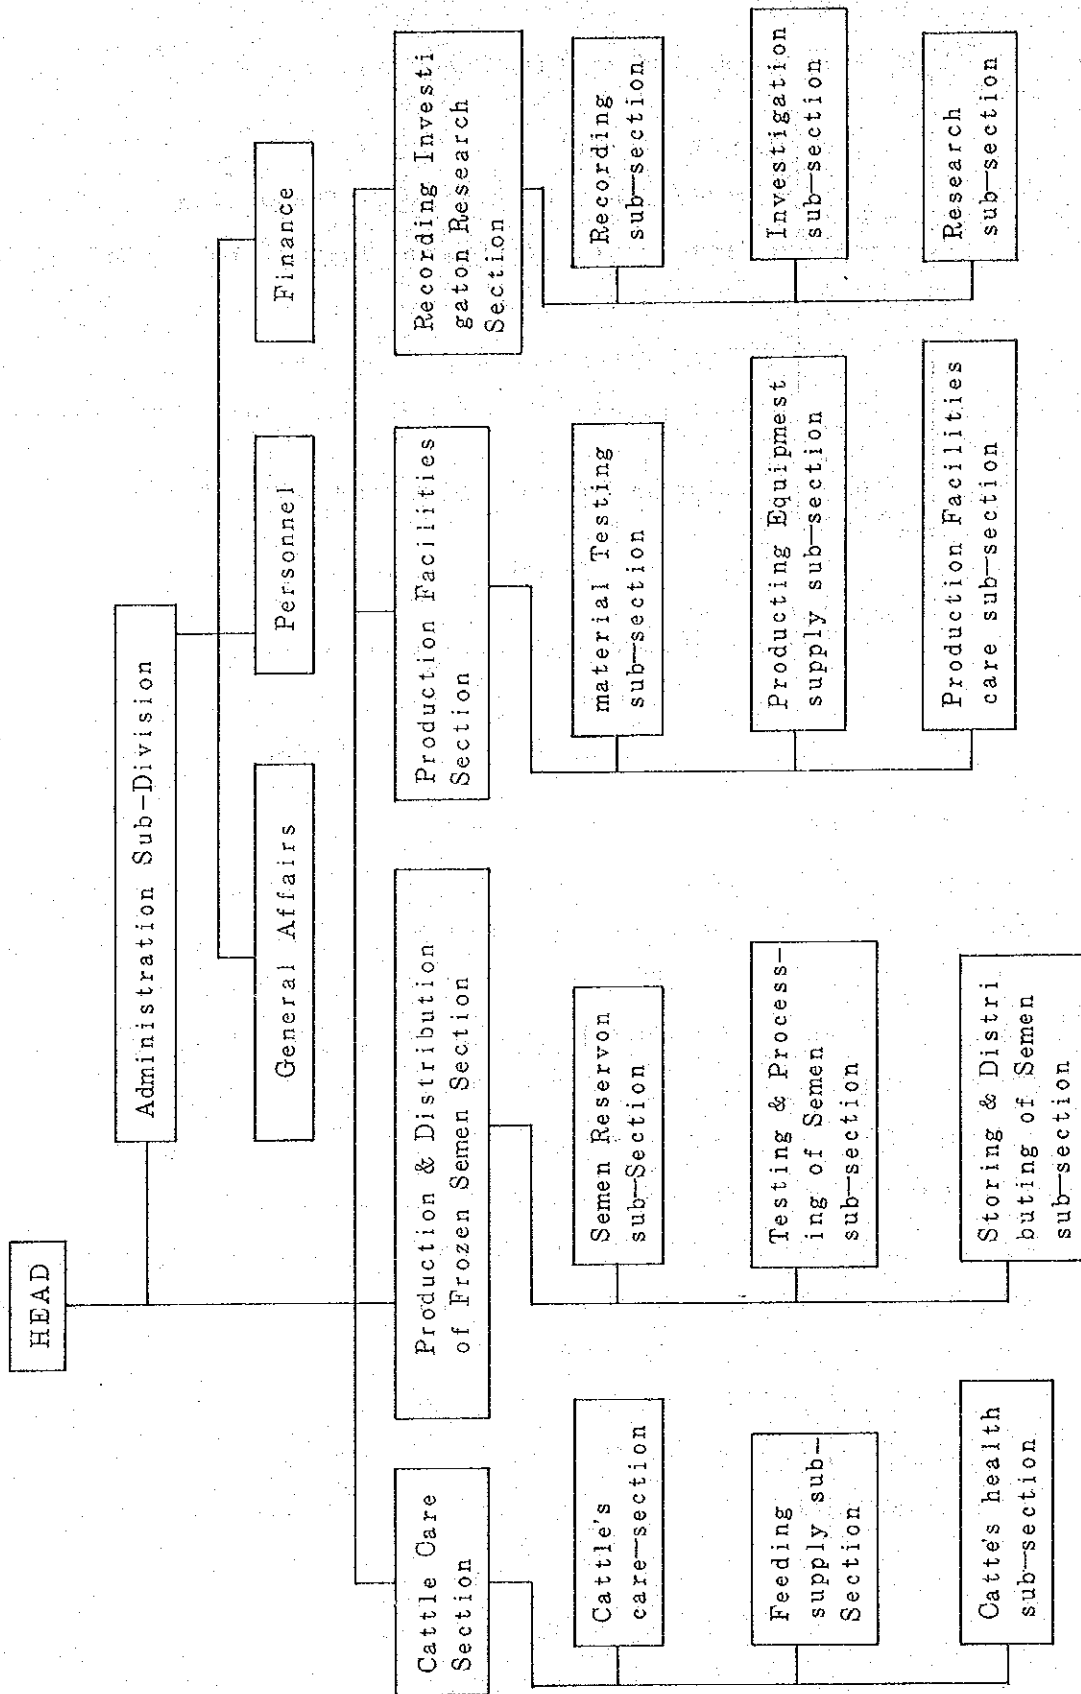 HEAD
Administration Sub-Division
General Affairs
Personnel
Finance
Cattle Care
Section
Production & Distribution
of Frozen Semen Section
Production Facilities
Section
Recording Investi
gaton Research
Section
Cattle's
care-section
Feeding
supply sub-
Section
Catte's health
sub-section
Semen Reservon
sub-Section
Testing & Process-
ing of Semen
sub-section
Storing & Distri
buting of Semen
sub-section
material Testing
sub-section
Producting Equipmest
supply sub-section
Production Facilities
care sub-section
Recording
sub-section
Investigation
sub-section
Research
sub-section